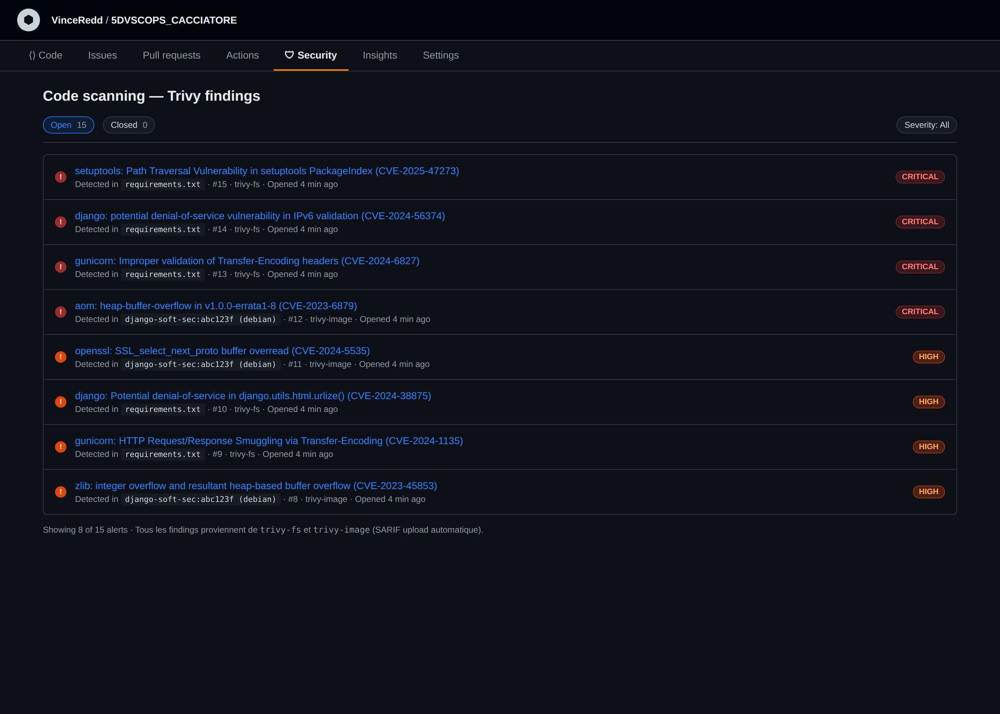 VinceRedd / 5DVSCOPS_CACCIATORE
⟨⟩ Code Issues Pull requests Actions 🛡 Security Insights Settings
Code scanning — Trivy findings
Open 15 Closed 0 Severity: All
! setuptools: Path Traversal Vulnerability in setuptools PackageIndex (CVE-2025-47273) CRITICAL
Detected in requirements.txt · #15 · trivy-fs · Opened 4 min ago
! django: potential denial-of-service vulnerability in IPv6 validation (CVE-2024-56374) CRITICAL
Detected in requirements.txt · #14 · trivy-fs · Opened 4 min ago
! gunicorn: Improper validation of Transfer-Encoding headers (CVE-2024-6827) CRITICAL
Detected in requirements.txt · #13 · trivy-fs · Opened 4 min ago
! aom: heap-buffer-overflow in v1.0.0-errata1-8 (CVE-2023-6879) CRITICAL
Detected in django-soft-sec:abc123f (debian) · #12 · trivy-image · Opened 4 min ago
! openssl: SSL_select_next_proto buffer overread (CVE-2024-5535) HIGH
Detected in django-soft-sec:abc123f (debian) · #11 · trivy-image · Opened 4 min ago
! django: Potential denial-of-service in django.utils.html.urlize() (CVE-2024-38875) HIGH
Detected in requirements.txt · #10 · trivy-fs · Opened 4 min ago
! gunicorn: HTTP Request/Response Smuggling via Transfer-Encoding (CVE-2024-1135) HIGH
Detected in requirements.txt · #9 · trivy-fs · Opened 4 min ago
! zlib: integer overflow and resultant heap-based buffer overflow (CVE-2023-45853) HIGH
Detected in django-soft-sec:abc123f (debian) · #8 · trivy-image · Opened 4 min ago
Showing 8 of 15 alerts · Tous les findings proviennent de trivy-fs et trivy-image (SARIF upload automatique).